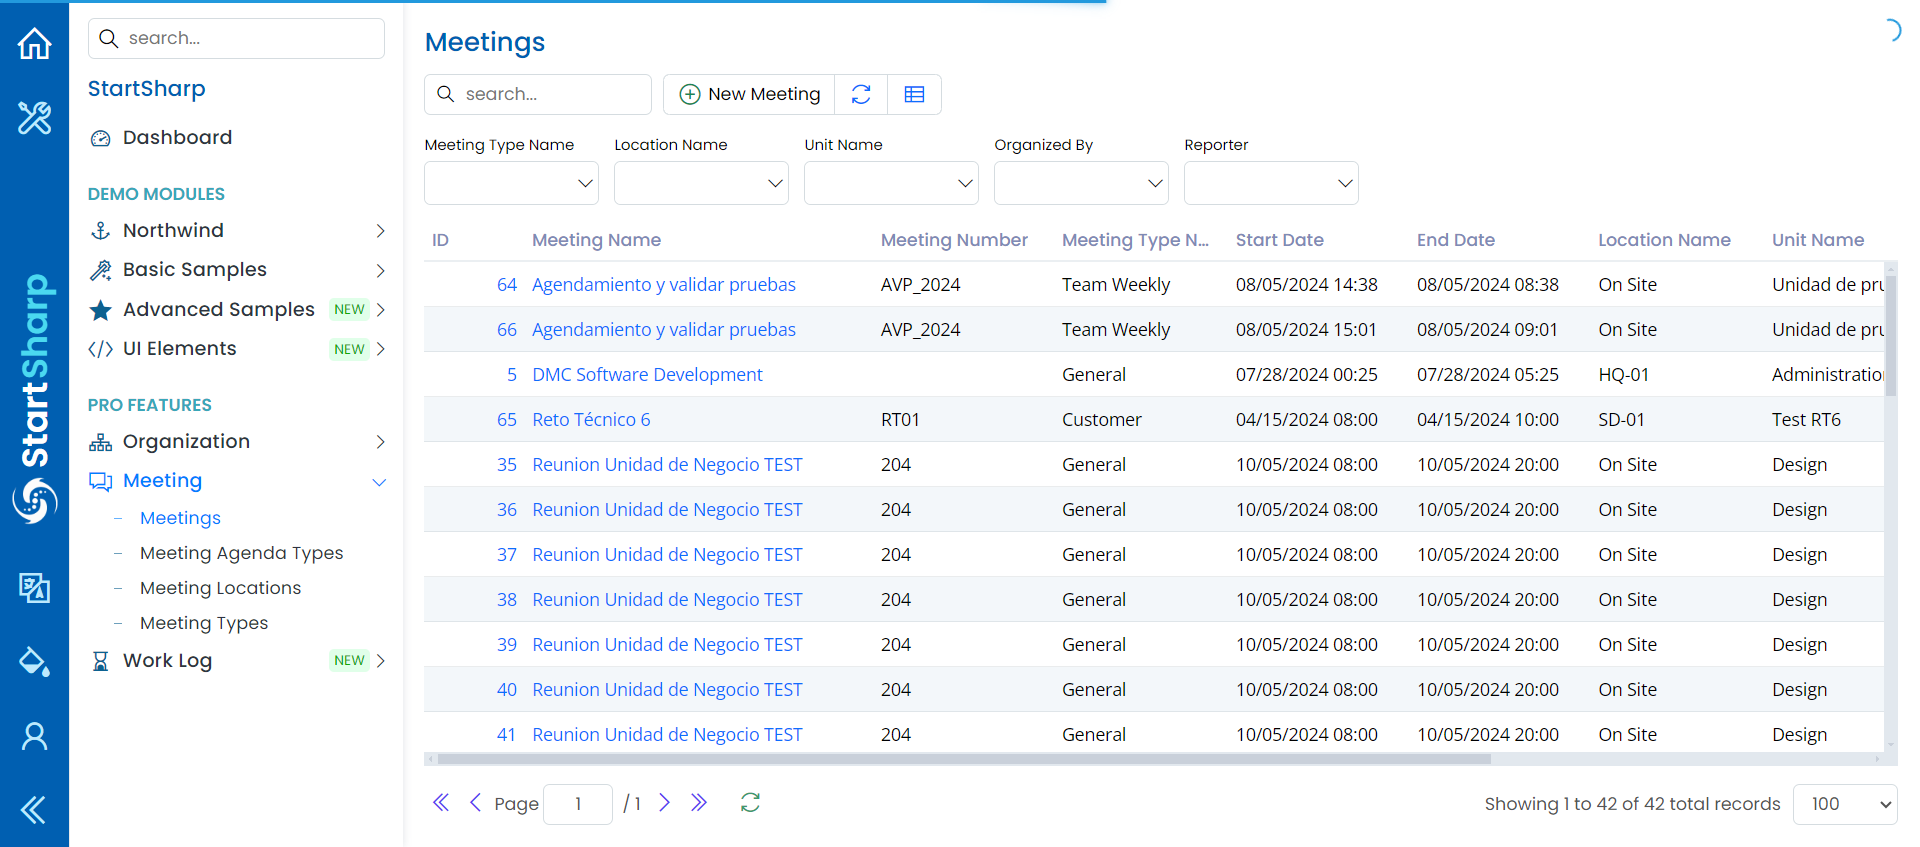 StartSharp
search...
StartSharp
Dashboard
DEMO MODULES
Northwind
Basic Samples
Advanced Samples NEW
UI Elements NEW
PRO FEATURES
Organization
Meeting
Meetings
Meeting Agenda Types
Meeting Locations
Meeting Types
Work Log NEW
Meetings
search... New Meeting
Meeting Type Name Location Name Unit Name Organized By Reporter
ID Meeting Name Meeting Number Meeting Type N... Start Date End Date Location Name Unit Name
64 Agendamiento y validar pruebas AVP_2024 Team Weekly 08/05/2024 14:38 08/05/2024 08:38 On Site Unidad de pru
66 Agendamiento y validar pruebas AVP_2024 Team Weekly 08/05/2024 15:01 08/05/2024 09:01 On Site Unidad de pru
5 DMC Software Development General 07/28/2024 00:25 07/28/2024 05:25 HQ-01 Administration
65 Reto Técnico 6 RT01 Customer 04/15/2024 08:00 04/15/2024 10:00 SD-01 Test RT6
35 Reunion Unidad de Negocio TEST 204 General 10/05/2024 08:00 10/05/2024 20:00 On Site Design
36 Reunion Unidad de Negocio TEST 204 General 10/05/2024 08:00 10/05/2024 20:00 On Site Design
37 Reunion Unidad de Negocio TEST 204 General 10/05/2024 08:00 10/05/2024 20:00 On Site Design
38 Reunion Unidad de Negocio TEST 204 General 10/05/2024 08:00 10/05/2024 20:00 On Site Design
39 Reunion Unidad de Negocio TEST 204 General 10/05/2024 08:00 10/05/2024 20:00 On Site Design
40 Reunion Unidad de Negocio TEST 204 General 10/05/2024 08:00 10/05/2024 20:00 On Site Design
41 Reunion Unidad de Negocio TEST 204 General 10/05/2024 08:00 10/05/2024 20:00 On Site Design
Page 1 / 1 Showing 1 to 42 of 42 total records 100